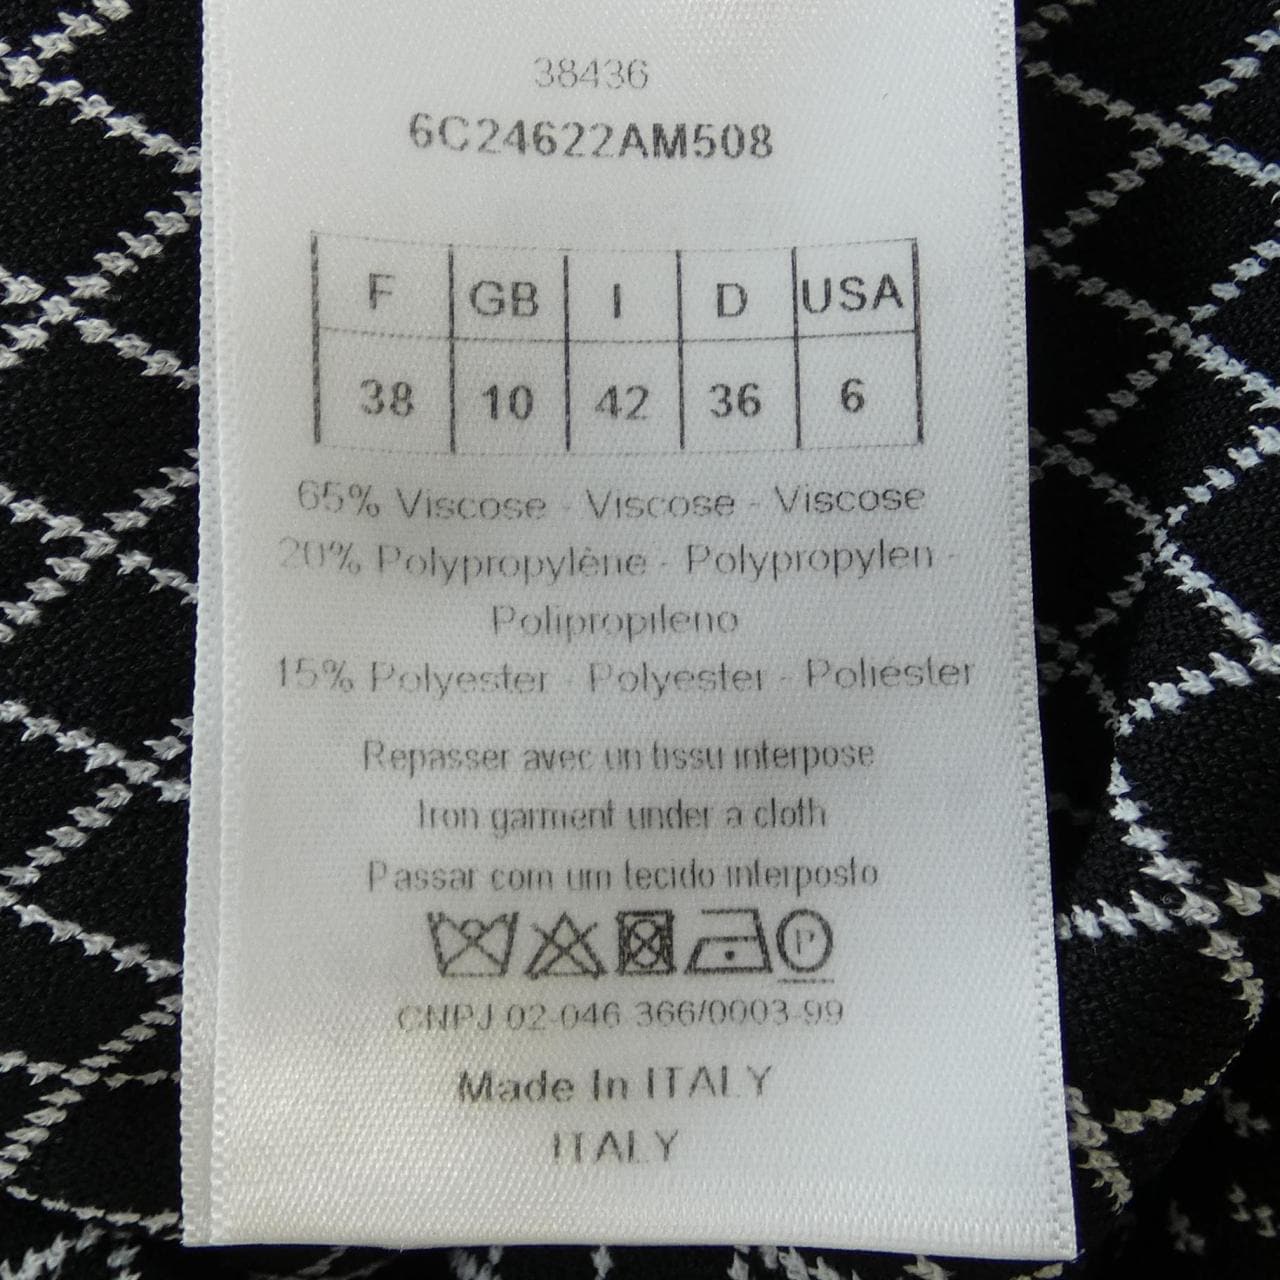 38436
6C24622AM508
F GB I D USA
38 10 42 36 6
65% Viscose - Viscose - Viscose
20% Polypropylène - Polypropylen -
Polipropileno
15% Polyester - Polyester - Poliéster
Repasser avec un tissu interpose
Iron garment under a cloth
Passar com um tecido interposto
P
CNPJ 02-046 366/0003-99
Made In ITALY
ITALY